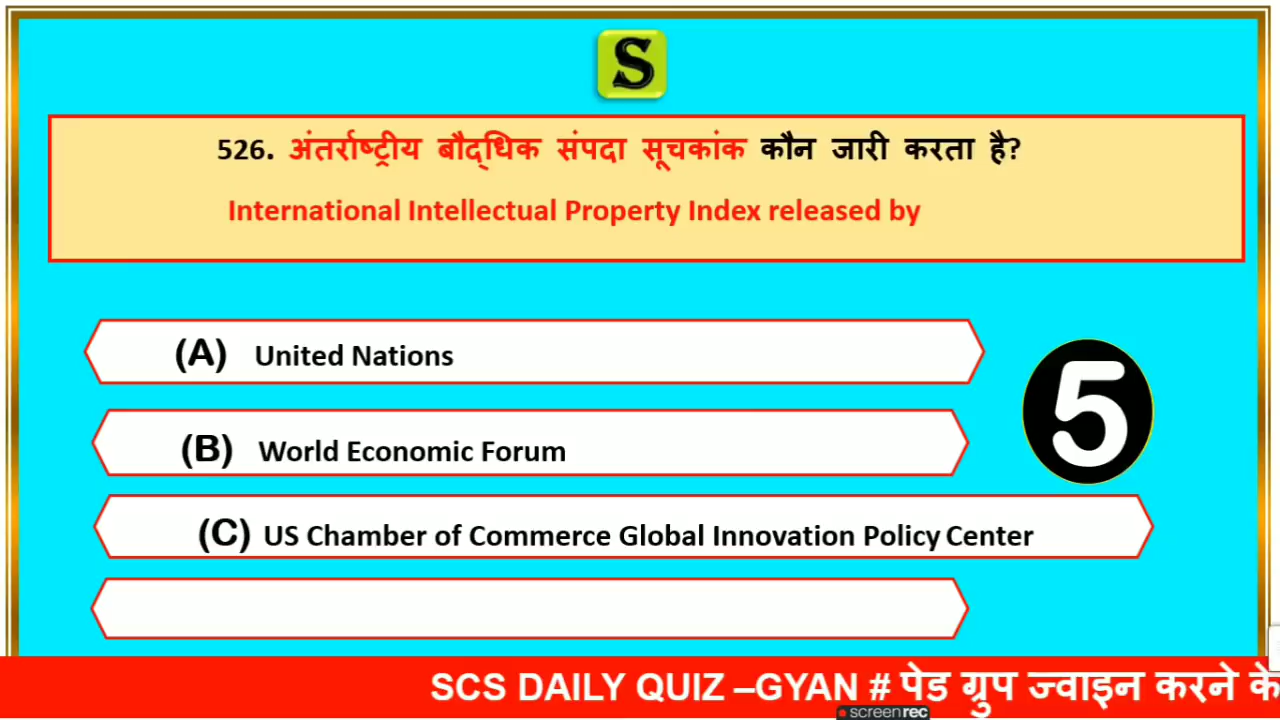 S
526. अंतर्राष्ट्रीय बौद्धिक संपदा सूचकांक कौन जारी करता है?
International Intellectual Property Index released by
(A) United Nations
5
(B) World Economic Forum
(C) US Chamber of Commerce Global Innovation Policy Center
SCS DAILY QUIZ –GYAN # पेड ग्रुप ज्वाइन करने के
screenrec